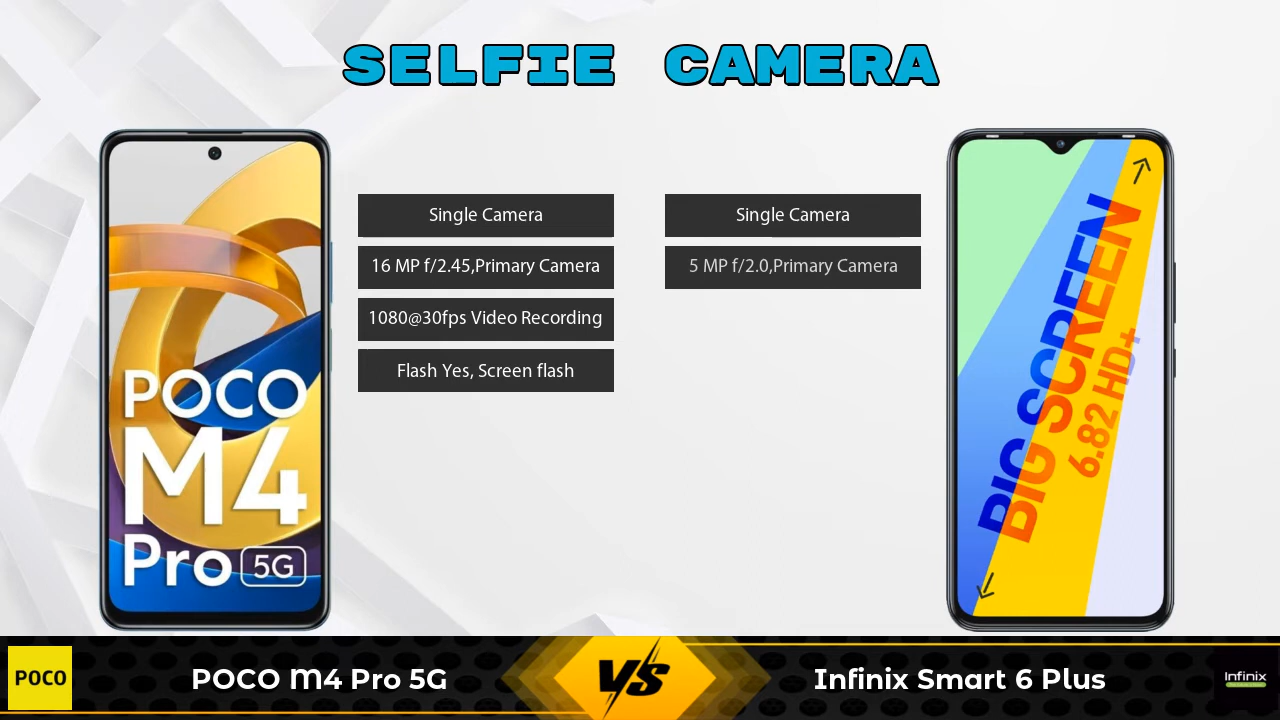 SELFIE CAMERA
Single Camera
16 MP f/2.45,Primary Camera
1080@30fps Video Recording
Flash Yes, Screen flash
Single Camera
5 MP f/2.0,Primary Camera
POCO
M4
Pro 5G
BIG SCREEN
6.82 HD+
POCO
POCO M4 Pro 5G
VS
Infinix Smart 6 Plus
Infinix